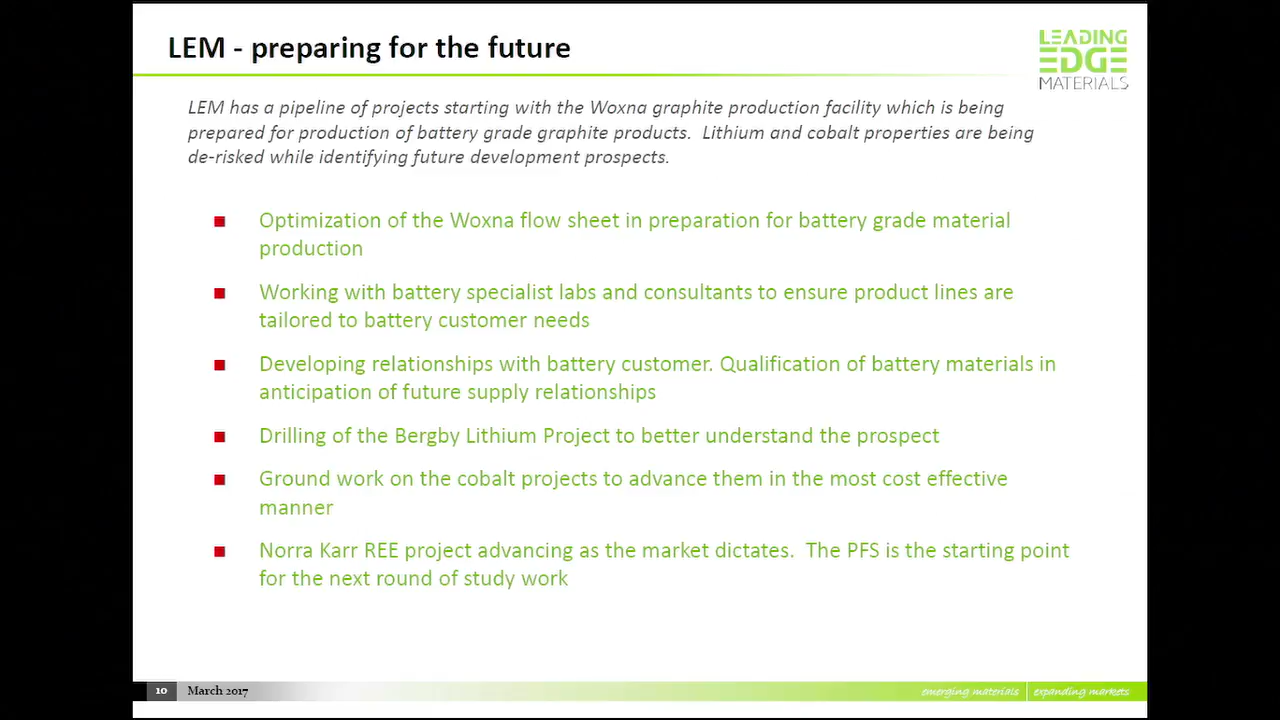 LEM - preparing for the future
LEADING
EDGE
MATERIALS
LEM has a pipeline of projects starting with the Woxna graphite production facility which is being
prepared for production of battery grade graphite products.  Lithium and cobalt properties are being
de-risked while identifying future development prospects.
Optimization of the Woxna flow sheet in preparation for battery grade material
production
Working with battery specialist labs and consultants to ensure product lines are
tailored to battery customer needs
Developing relationships with battery customer. Qualification of battery materials in
anticipation of future supply relationships
Drilling of the Bergby Lithium Project to better understand the prospect
Ground work on the cobalt projects to advance them in the most cost effective
manner
Norra Karr REE project advancing as the market dictates.  The PFS is the starting point
for the next round of study work
10 March 2017
emerging materials expanding markets